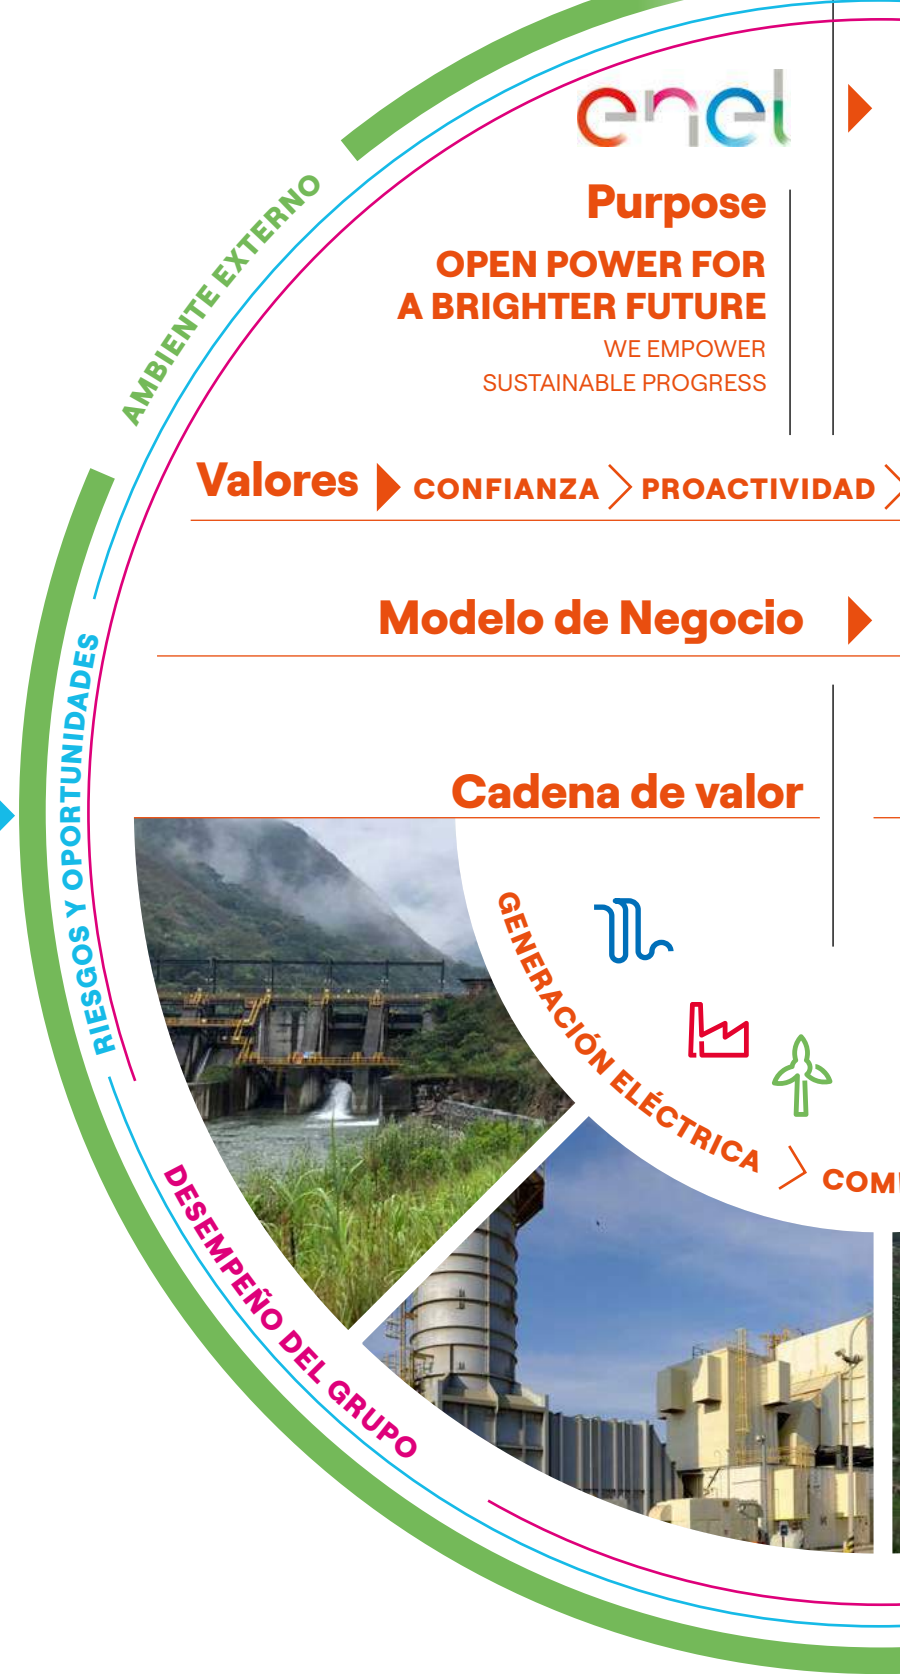 enel
Purpose
OPEN POWER FOR
A BRIGHTER FUTURE
WE EMPOWER
SUSTAINABLE PROGRESS
AMBIENTE EXTERNO
Valores CONFIANZA PROACTIVIDAD
Modelo de Negocio
RIESGOS Y OPORTUNIDADES
Cadena de valor
GENERACIÓN ELÉCTRICA
DESEMPEÑO DEL GRUPO